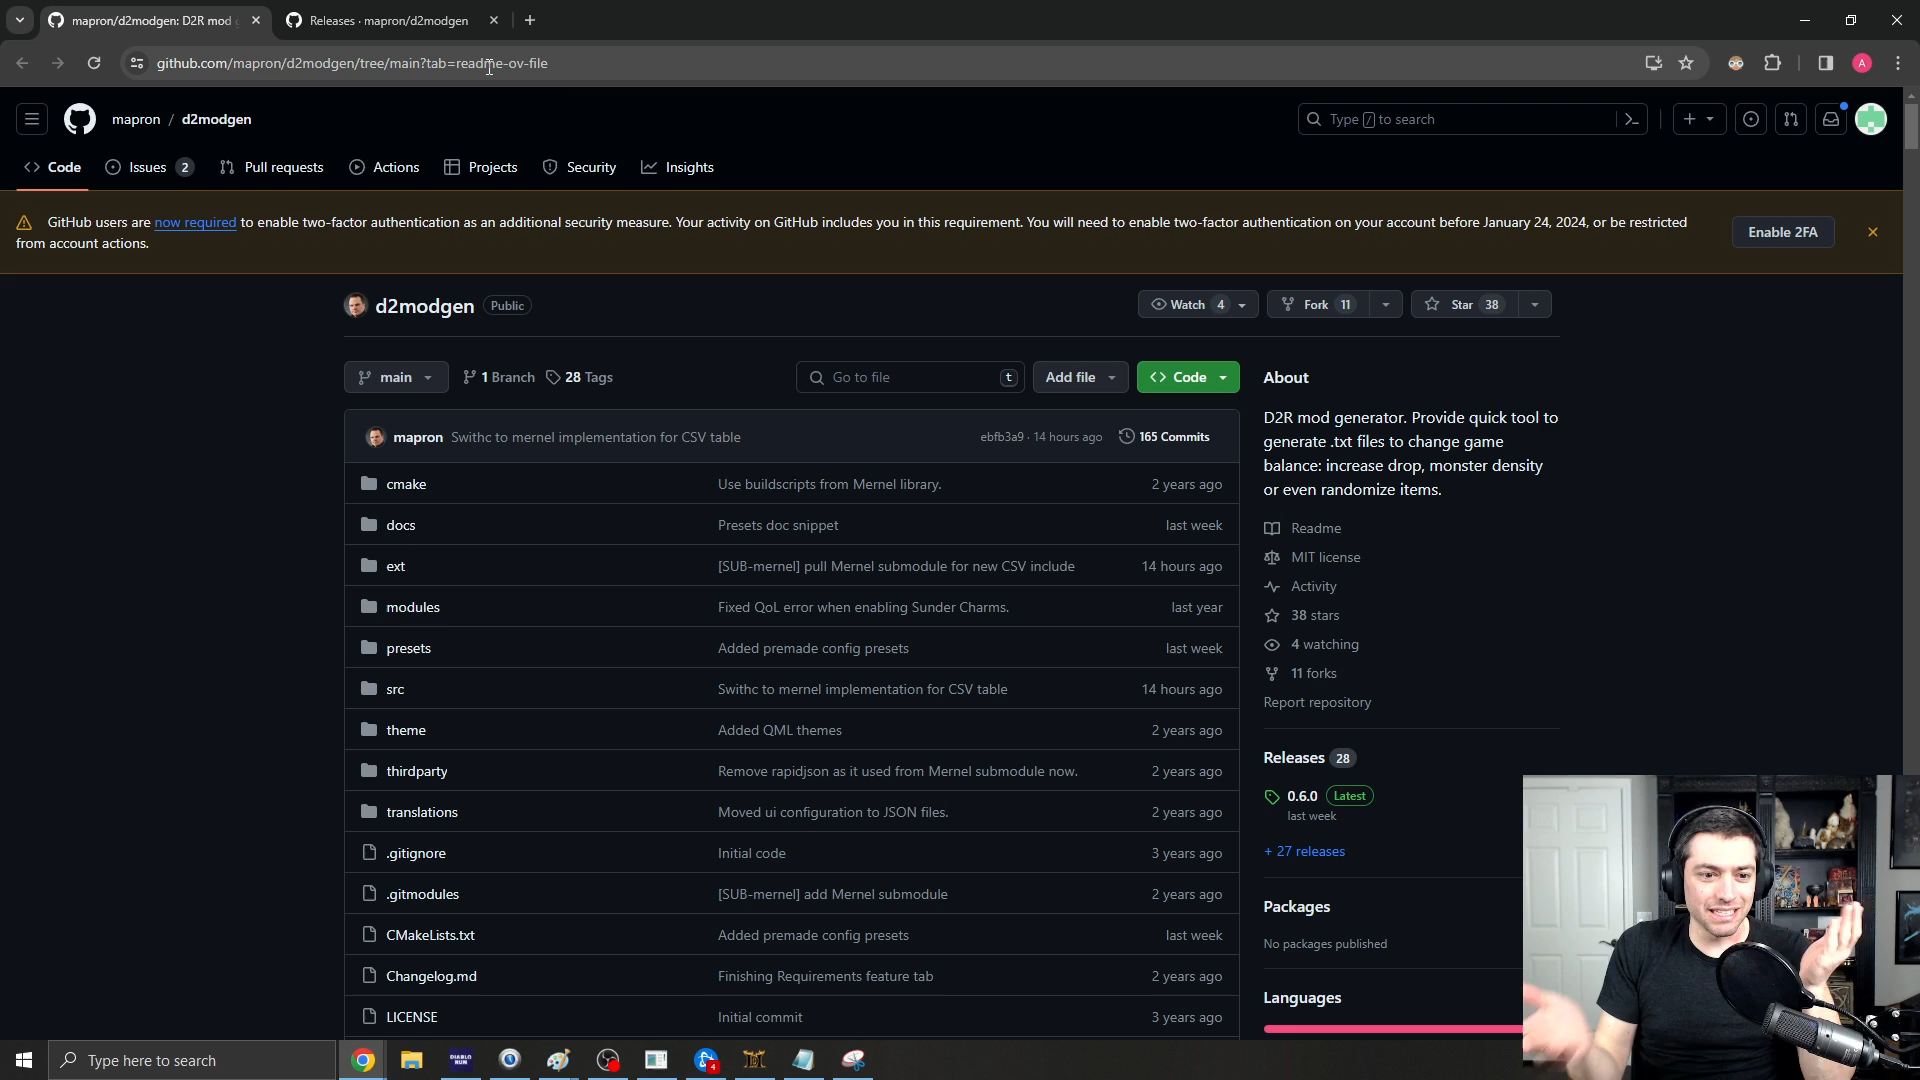 mapron/d2modgen: D2R mod
Releases · mapron/d2modgen
github.com/mapron/d2modgen/tree/main?tab=readme-ov-file
A
mapron / d2modgen
Type / to search
Code
Issues 2
Pull requests
Actions
Projects
Security
Insights
GitHub users are now required to enable two-factor authentication as an additional security measure. Your activity on GitHub includes you in this requirement. You will need to enable two-factor authentication on your account before January 24, 2024, or be restricted
from account actions.
Enable 2FA
d2modgen Public
Watch 4
Fork 11
Star 38
main
1 Branch
28 Tags
Go to file
t
Add file
Code
mapron Swithc to mernel implementation for CSV table ebfb3a9 · 14 hours ago 165 Commits
cmake Use buildscripts from Mernel library. 2 years ago
docs Presets doc snippet last week
ext [SUB-mernel] pull Mernel submodule for new CSV include 14 hours ago
modules Fixed QoL error when enabling Sunder Charms. last year
presets Added premade config presets last week
src Swithc to mernel implementation for CSV table 14 hours ago
theme Added QML themes 2 years ago
thirdparty Remove rapidjson as it used from Mernel submodule now. 2 years ago
translations Moved ui configuration to JSON files. 2 years ago
.gitignore Initial code 3 years ago
.gitmodules [SUB-mernel] add Mernel submodule 2 years ago
CMakeLists.txt Added premade config presets last week
Changelog.md Finishing Requirements feature tab 2 years ago
LICENSE Initial commit 3 years ago
About
D2R mod generator. Provide quick tool to
generate .txt files to change game
balance: increase drop, monster density
or even randomize items.
Readme
MIT license
Activity
38 stars
4 watching
11 forks
Report repository
Releases 28
0.6.0 Latest
last week
+ 27 releases
Packages
No packages published
Languages
Type here to search
DIABLO
RUN
4